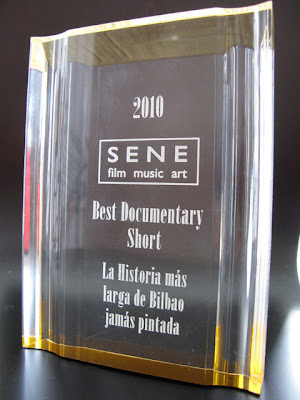 2010
SENE
film music art
Best Documentary
Short
La Historia más
larga de Bilbao
jamás pintada